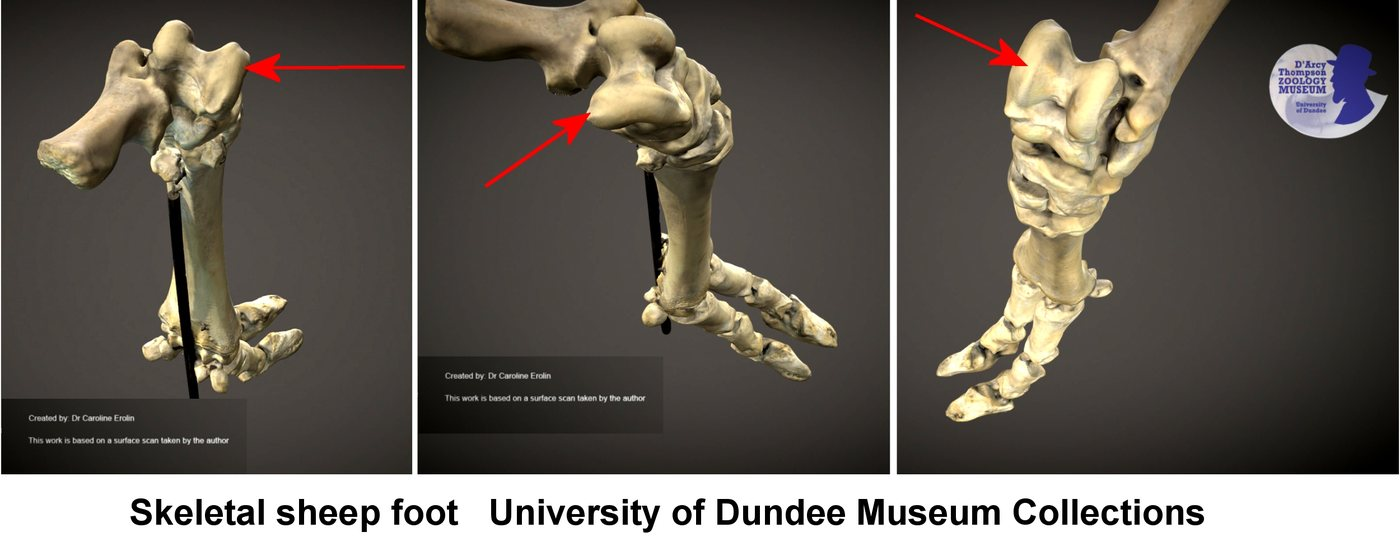 D'Arcy
Thompson
ZOOLOGY
MUSEUM
University
of Dundee
Created by: Dr Caroline Erolin
This work is based on a surface scan taken by the author
Created by: Dr Caroline Erolin
This work is based on a surface scan taken by the author
Skeletal sheep foot University of Dundee Museum Collections